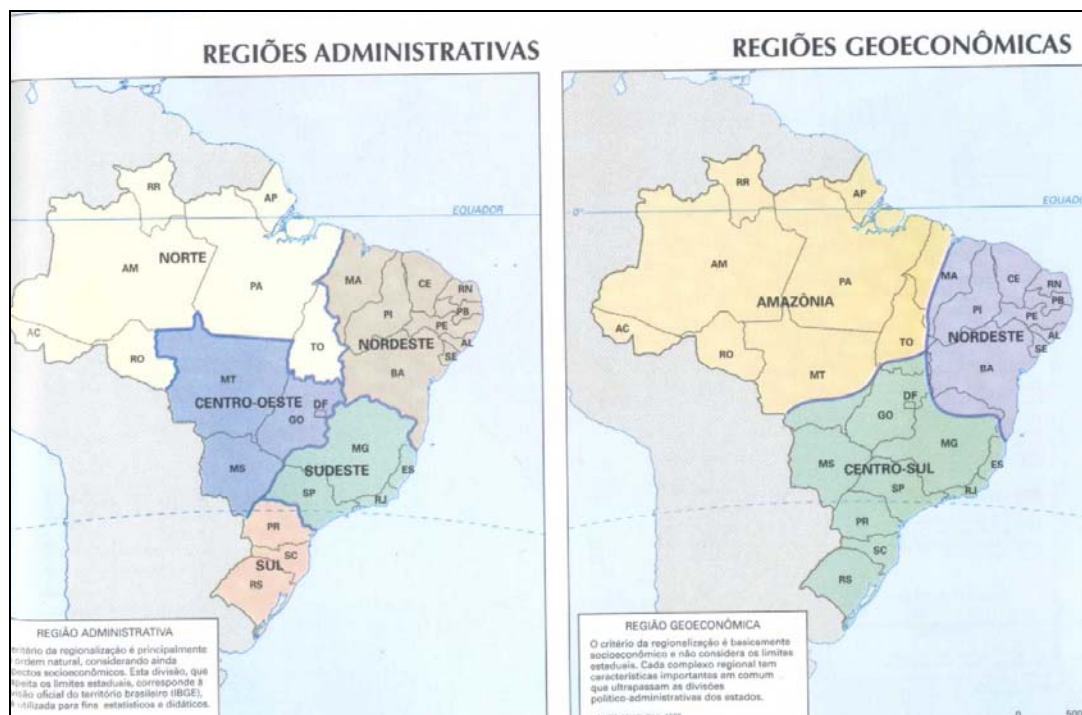 REGIÕES ADMINISTRATIVAS
RR
AP
EQUADOR
AM
NORTE
PA
MA
CE
RN
PB
PI
PE
AL
SE
AC
RO
TO
NORDESTE
BA
MT
CENTRO-OESTE
DF
GO
MG
MS
SUDESTE
ES
SP
RJ
PR
SC
SUL
RS
REGIÃO ADMINISTRATIVA
ritério da regionalização é principalmente
ordem natural, considerando ainda
pectos socioeconômicos. Esta divisão, que
peita os limites estaduais, corresponde à
visão oficial do território brasileiro (IBGE),
utilizada para fins estatísticos e didáticos.
REGIÕES GEOECONÔMICAS
RR
AP
0°
EQUAD
AM
PA
AMAZÔNIA
MA
CE
RN
PB
PI
PE
AL
SE
NORDESTE
AC
RO
TO
BA
MT
DF
GO
MG
MS
CENTRO-SUL
ES
SP
RJ
PR
SC
RS
REGIÃO GEOECONÔMICA
O critério da regionelização é basicamente
socioeconômico e não considera os limites
estaduais. Cada complexo regional tem
características importantes em comum
que ultrapassam as divisões
político-administrativas dos estados.
0 500